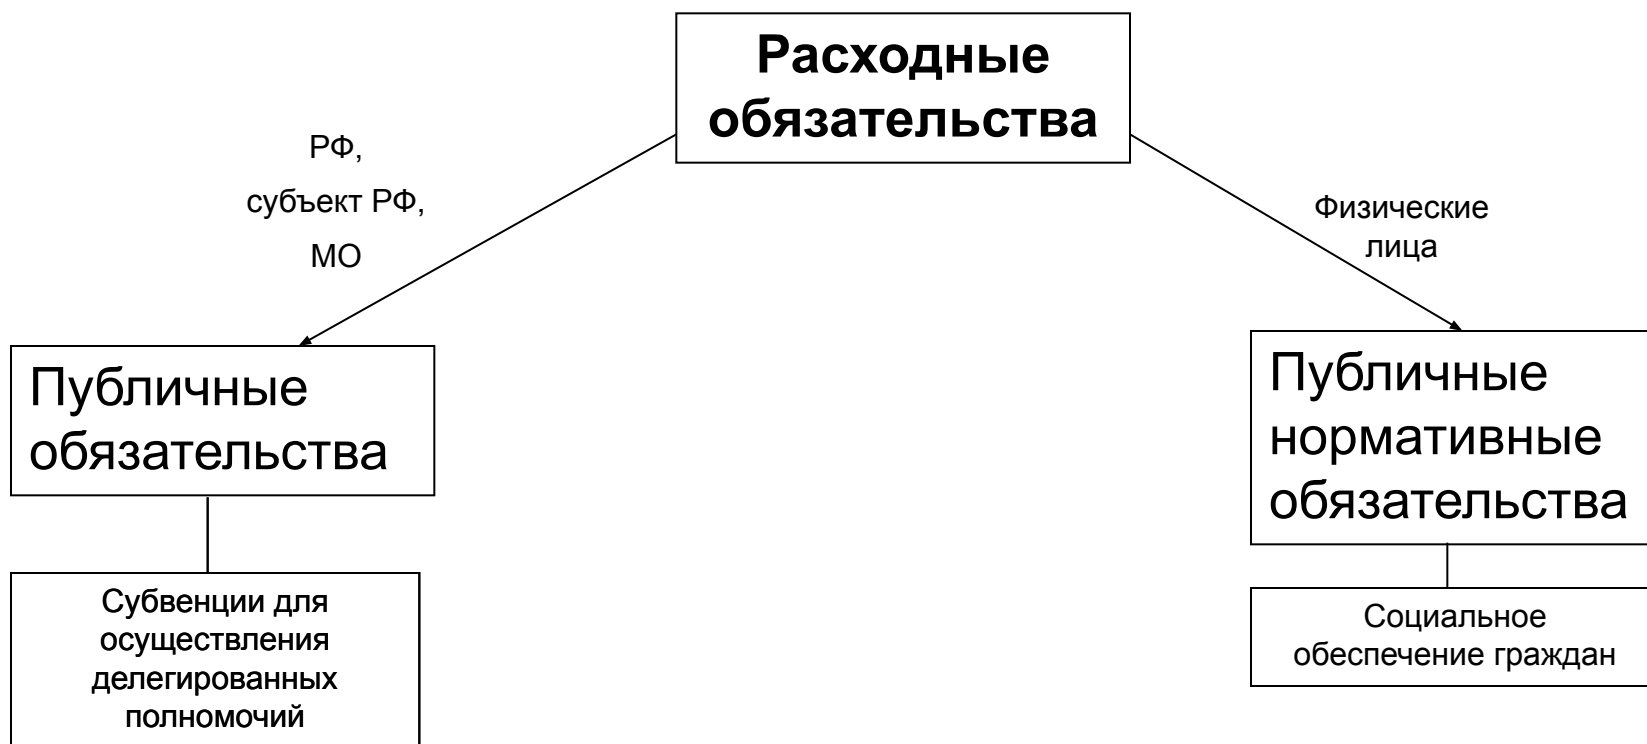 Расходные
обязательства
РФ,
субъект РФ,
МО
Физические
лица
Публичные
обязательства
Публичные
нормативные
обязательства
Субвенции для
осуществления
делегированных
полномочий
Социальное
обеспечение граждан